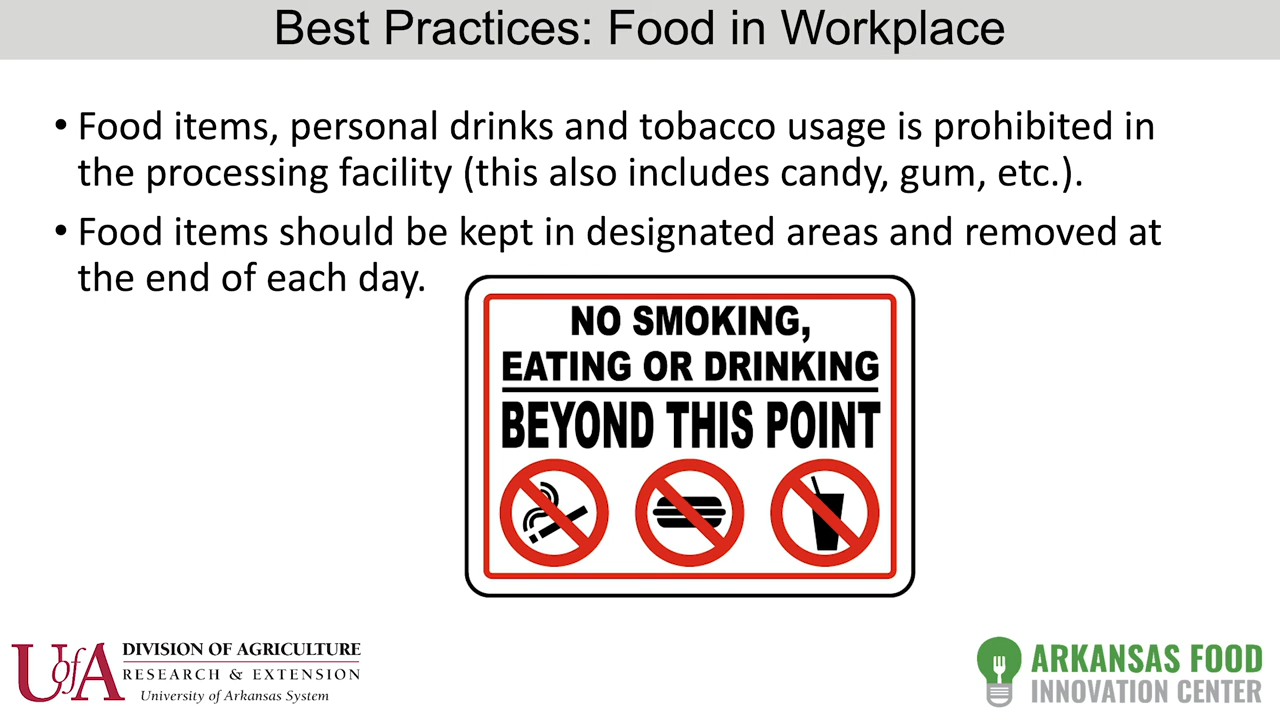 Best Practices: Food in Workplace
• Food items, personal drinks and tobacco usage is prohibited in
the processing facility (this also includes candy, gum, etc.).
• Food items should be kept in designated areas and removed at
the end of each day.
NO SMOKING,
EATING OR DRINKING
BEYOND THIS POINT
UofA
DIVISION OF AGRICULTURE
RESEARCH & EXTENSION
University of Arkansas System
ARKANSAS FOOD
INNOVATION CENTER